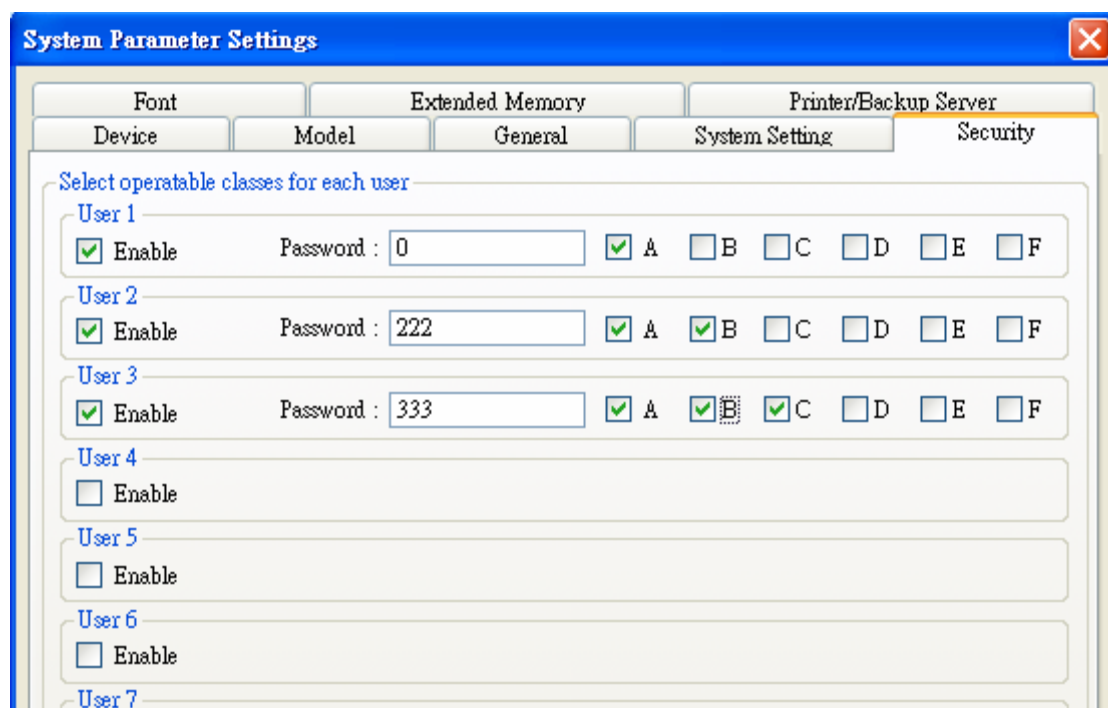 System Parameter Settings
Font Extended Memory Printer/Backup Server
Device Model General System Setting Security
Select operatable classes for each user
User 1
Enable Password : 0 A B C D E F
User 2
Enable Password : 222 A B C D E F
User 3
Enable Password : 333 A B C D E F
User 4
Enable
User 5
Enable
User 6
Enable
User 7